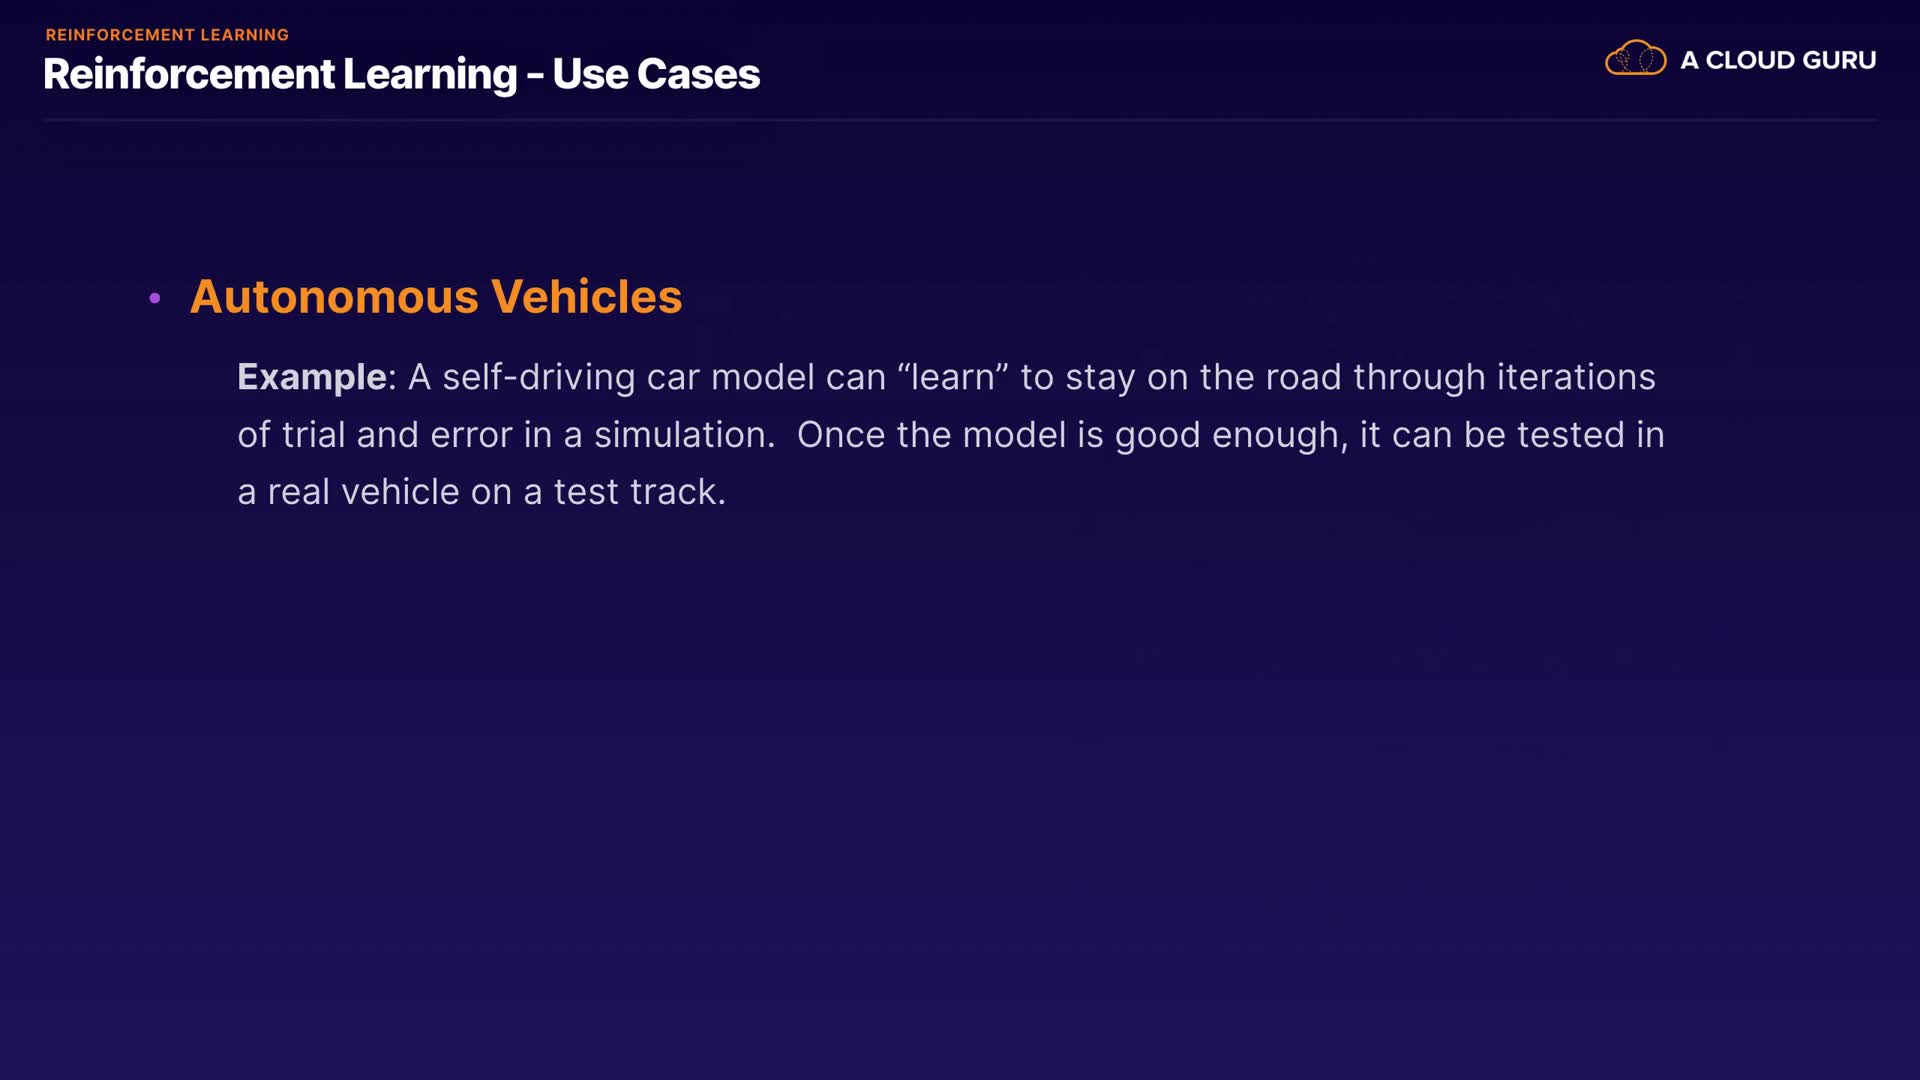 REINFORCEMENT LEARNING
Reinforcement Learning - Use Cases
A CLOUD GURU
• Autonomous Vehicles
Example: A self-driving car model can “learn” to stay on the road through iterations
of trial and error in a simulation.  Once the model is good enough, it can be tested in
a real vehicle on a test track.